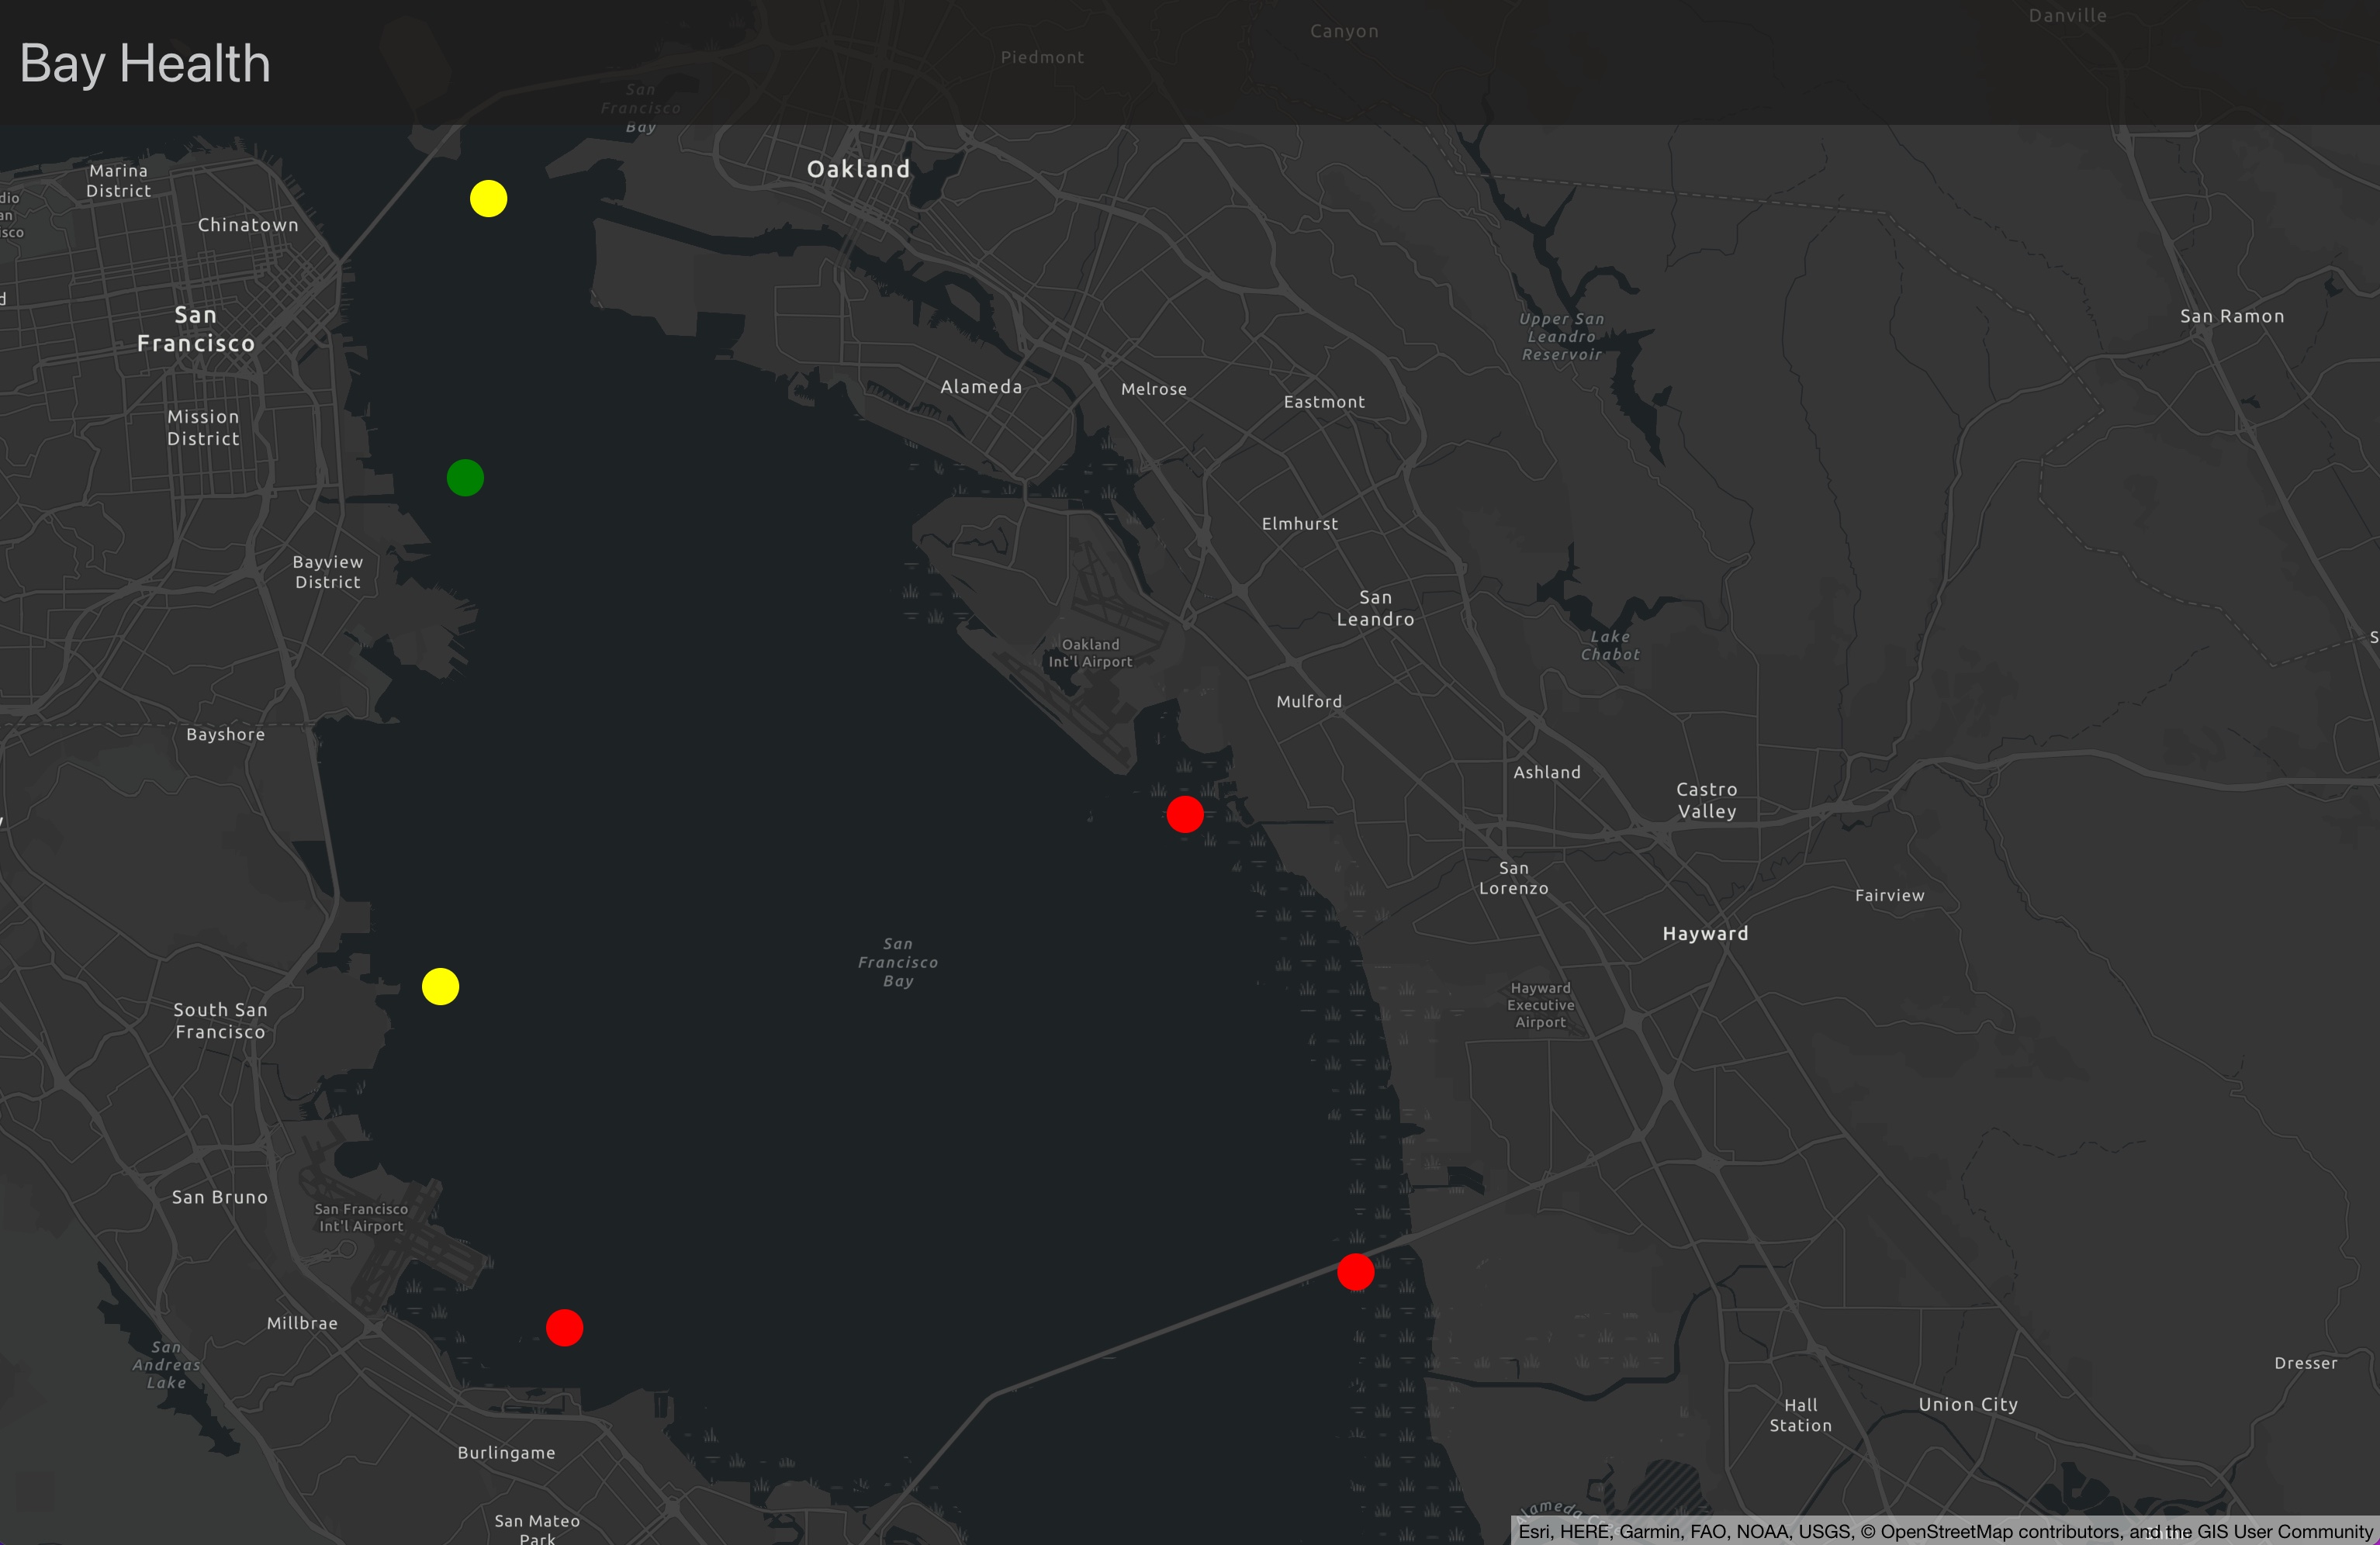 Bay Health
Danville
Canyon
Piedmont
San
Francisco
Bay
Oakland
Marina
District
Chinatown
San
Francisco
Mission
District
Upper San
Leandro
Reservoir
San Ramon
Alameda
Melrose
Eastmont
Elmhurst
Bayview
District
San
Leandro
Oakland
Int'l Airport
Lake
Chabot
Mulford
Bayshore
Ashland
Castro
Valley
San
Lorenzo
Fairview
Hayward
San
Francisco
Bay
South San
Francisco
Hayward
Executive
Airport
San Bruno
San Francisco
Int'l Airport
Millbrae
San
Andreas
Lake
Dresser
Hall
Station
Union City
Burlingame
San Mateo
Park
Alameda
Esri, HERE, Garmin, FAO, NOAA, USGS, © OpenStreetMap contributors, and the GIS User Community